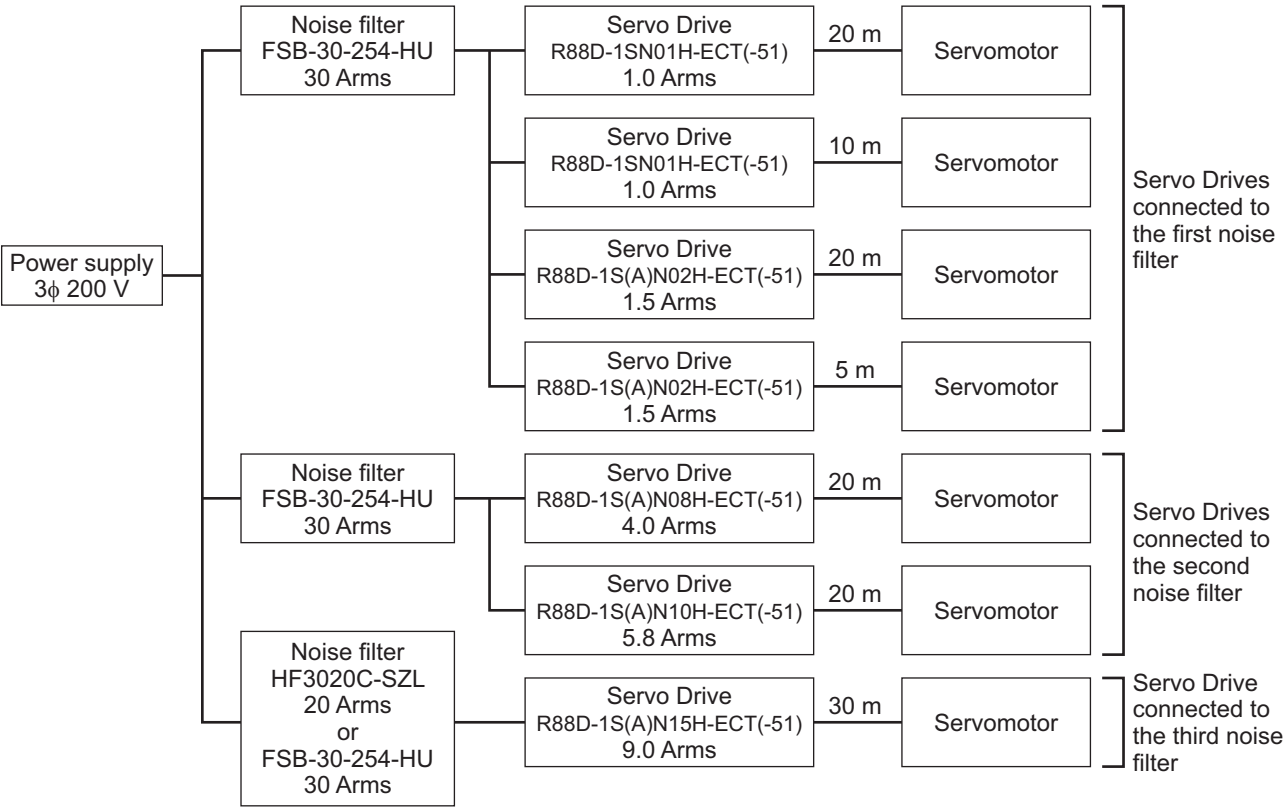 Power supply
3ϕ 200 V
Noise filter
FSB-30-254-HU
30 Arms
Servo Drive
R88D-1SN01H-ECT(-51)
1.0 Arms
20 m
Servomotor
Servo Drive
R88D-1SN01H-ECT(-51)
1.0 Arms
10 m
Servomotor
Servo Drive
R88D-1S(A)N02H-ECT(-51)
1.5 Arms
20 m
Servomotor
Servo Drive
R88D-1S(A)N02H-ECT(-51)
1.5 Arms
5 m
Servomotor
Servo Drives
connected to
the first noise
filter
Noise filter
FSB-30-254-HU
30 Arms
Servo Drive
R88D-1S(A)N08H-ECT(-51)
4.0 Arms
20 m
Servomotor
Servo Drive
R88D-1S(A)N10H-ECT(-51)
5.8 Arms
20 m
Servomotor
Servo Drives
connected to
the second
noise filter
Noise filter
HF3020C-SZL
20 Arms
or
FSB-30-254-HU
30 Arms
Servo Drive
R88D-1S(A)N15H-ECT(-51)
9.0 Arms
30 m
Servomotor
Servo Drive
connected to
the third noise
filter